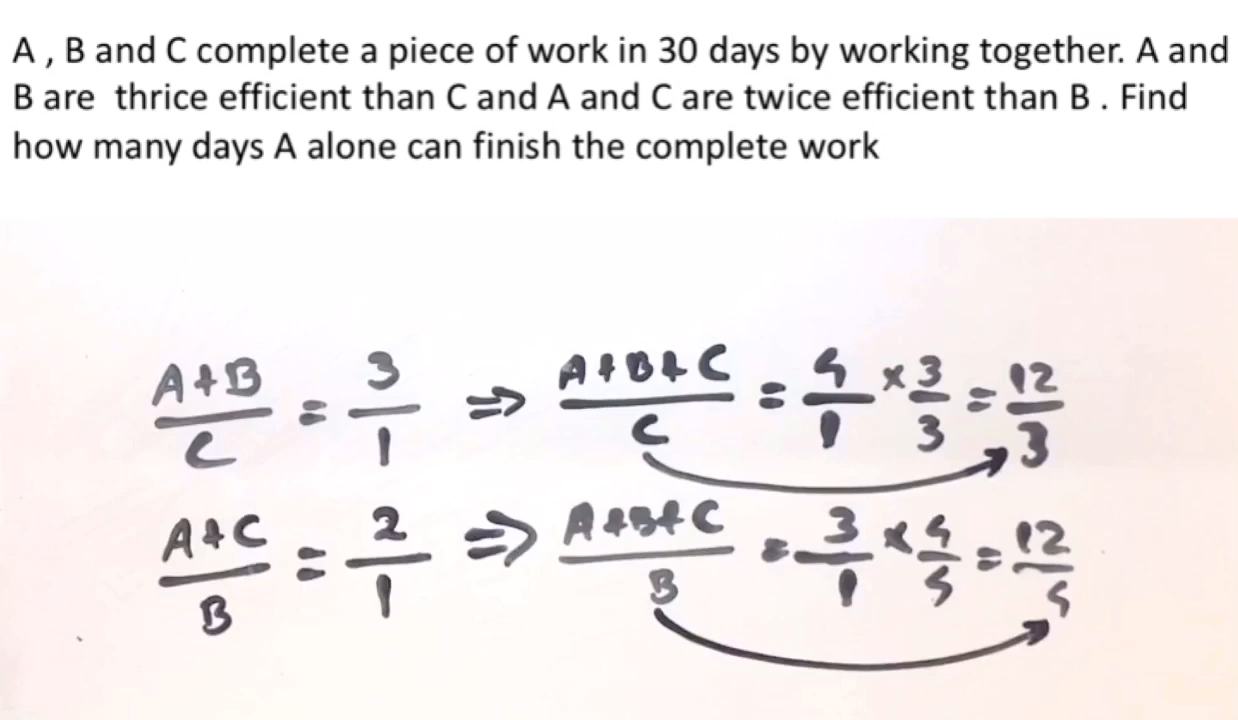 A , B and C complete a piece of work in 30 days by working together. A and
B are thrice efficient than C and A and C are twice efficient than B . Find
how many days A alone can finish the complete work
A+B/C = 3/1 => A+B+C/C = 4/1 × 3/3 = 12/3
A+C/B = 2/1 => A+B+C/B = 3/1 × 4/4 = 12/4